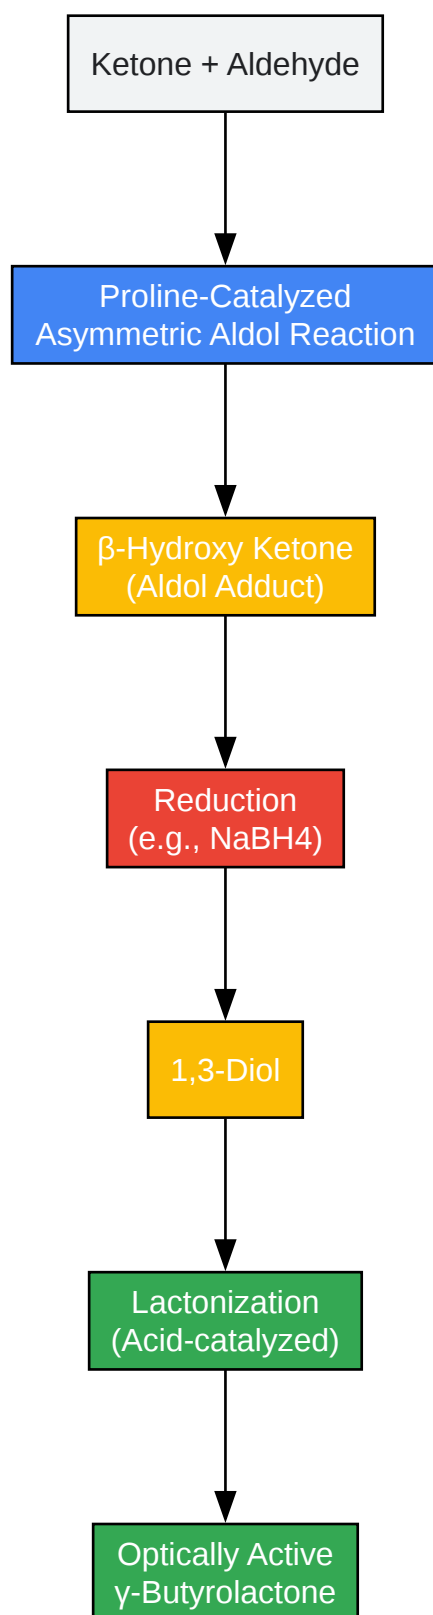 Ketone + Aldehyde
Proline-Catalyzed
Asymmetric Aldol Reaction
β-Hydroxy Ketone
(Aldol Adduct)
Reduction
(e.g., NaBH4)
1,3-Diol
Lactonization
(Acid-catalyzed)
Optically Active
γ-Butyrolactone